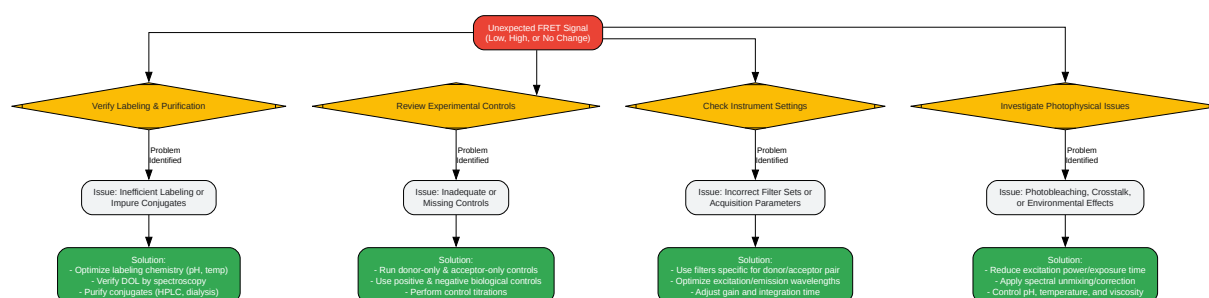 Unexpected FRET Signal
(Low, High, or No Change)
Verify Labeling & Purification
Review Experimental Controls
Check Instrument Settings
Investigate Photophysical Issues
Problem
Identified
Problem
Identified
Problem
Identified
Problem
Identified
Issue: Inefficient Labeling or
Impure Conjugates
Issue: Inadequate or
Missing Controls
Issue: Incorrect Filter Sets or
Acquisition Parameters
Issue: Photobleaching, Crosstalk,
or Environmental Effects
Solution:
- Optimize labeling chemistry (pH, temp)
- Verify DOL by spectroscopy
- Purify conjugates (HPLC, dialysis)
Solution:
- Run donor-only & acceptor-only controls
- Use positive & negative biological controls
- Perform control titrations
Solution:
- Use filters specific for donor/acceptor pair
- Optimize excitation/emission wavelengths
- Adjust gain and integration time
Solution:
- Reduce excitation power/exposure time
- Apply spectral unmixing/correction
- Control pH, temperature, and viscosity